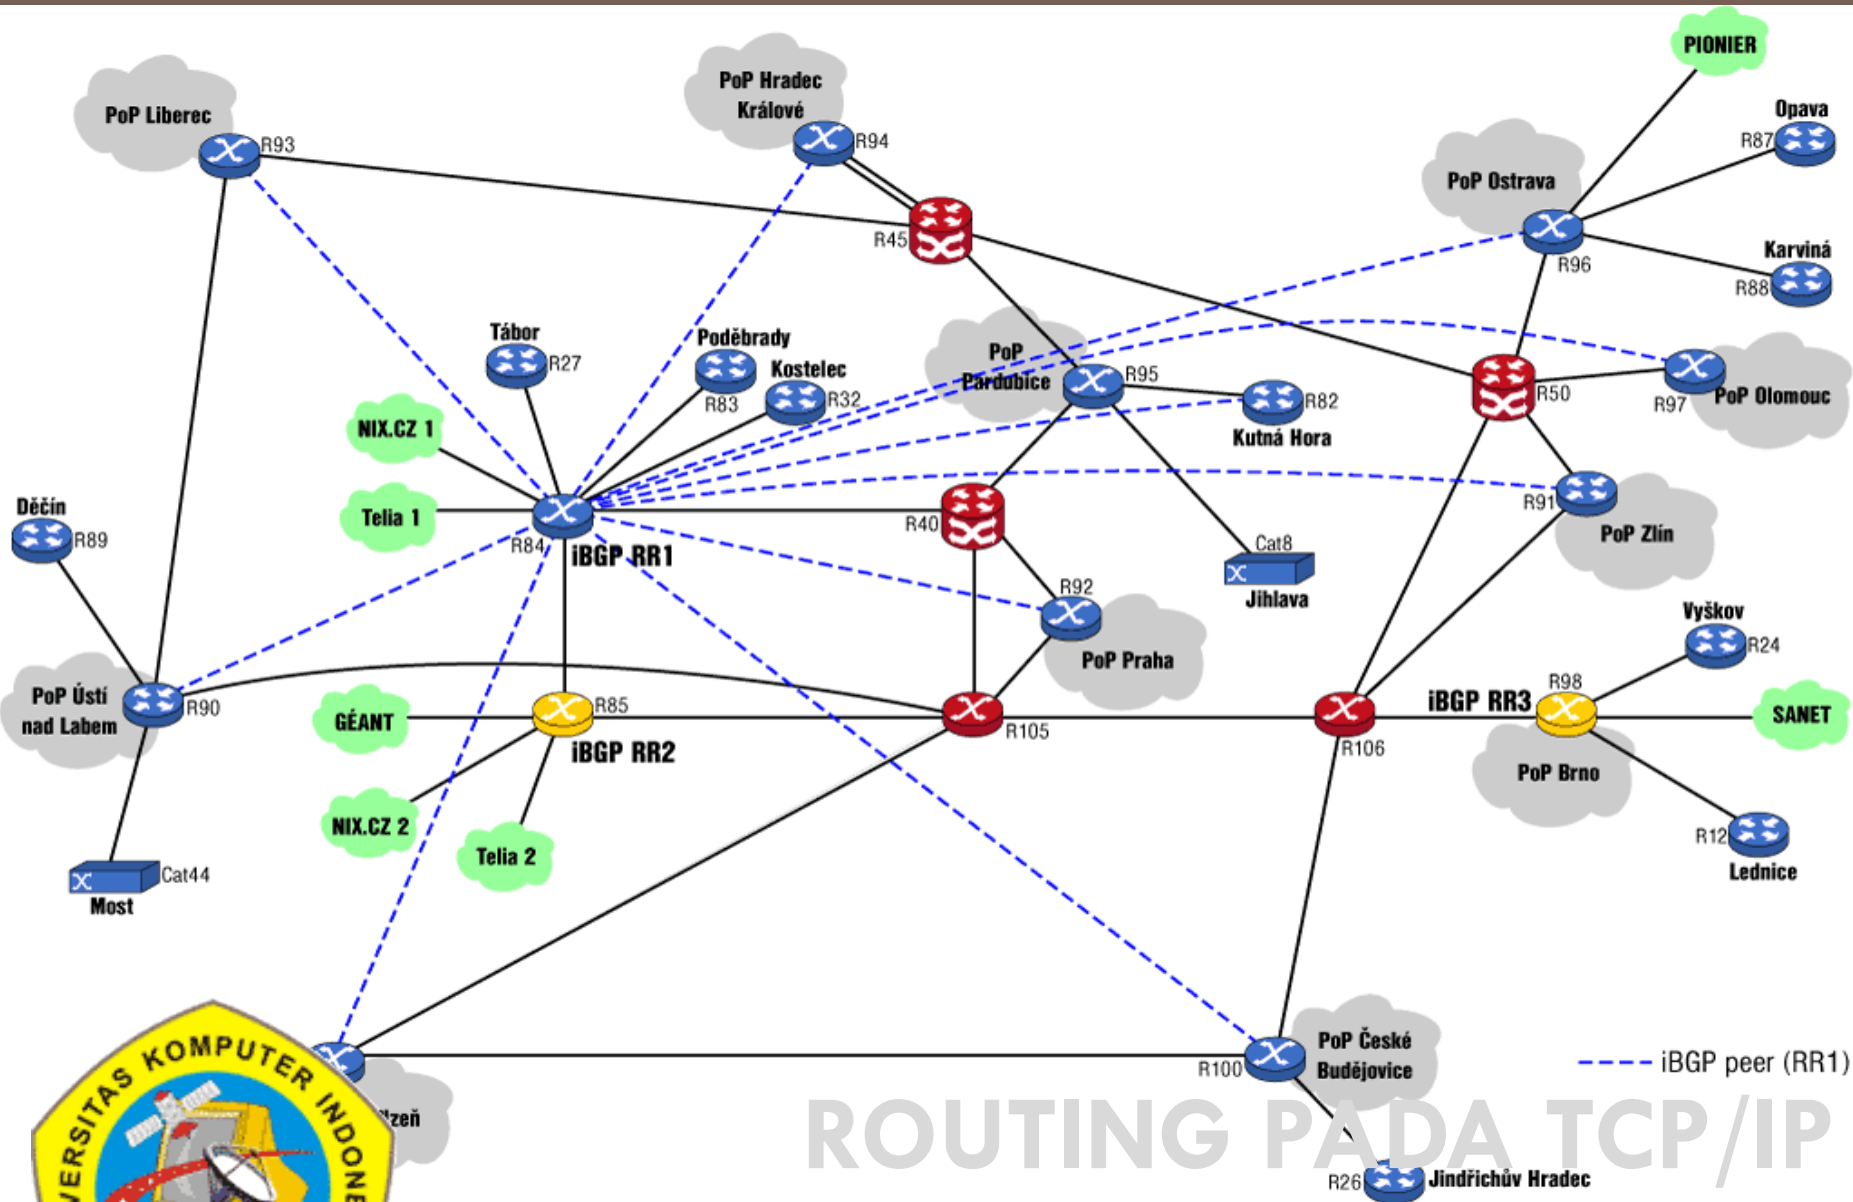 PIONIER
PoP Hradec
Králové
R94
PoP Liberec
R93
Opava
R87
PoP Ostrava
R96
Karviná
R88
R45
Tábor
R27
Poděbrady
R83
Kostelec
R32
PoP
Pardubice
R95
R82
Kutná Hora
R50
R97
PoP Olomouc
NIX.CZ 1
Telia 1
R84
iBGP RR1
R40
R91
PoP Zlín
Děčín
R89
Cat8
Jihlava
R92
PoP Praha
Vyškov
R24
PoP Ústí
nad Labem
R90
GÉANT
R85
iBGP RR2
R105
R106
iBGP RR3
R98
SANET
PoP Brno
NIX.CZ 2
Telia 2
R12
Lednice
Cat44
Most
R100
PoP České
Budějovice
iBGP peer (RR1)
lzeň
VERSITAS KOMPUTER INDONE
ROUTING PADA TCP/IP
R26
Jindřichův Hradec